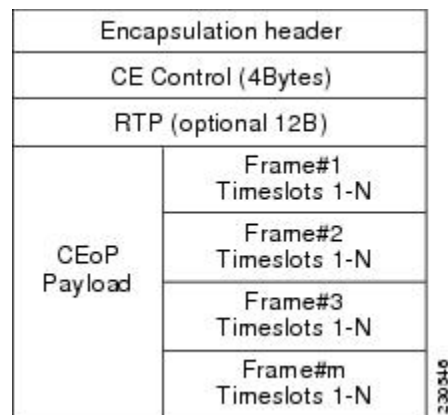 Encapsulation header
CE Control (4Bytes)
RTP (optional 12B)
CEoP
Payload
Frame#1
Timeslots 1-N
Frame#2
Timeslots 1-N
Frame#3
Timeslots 1-N
Frame#m
Timeslots 1-N